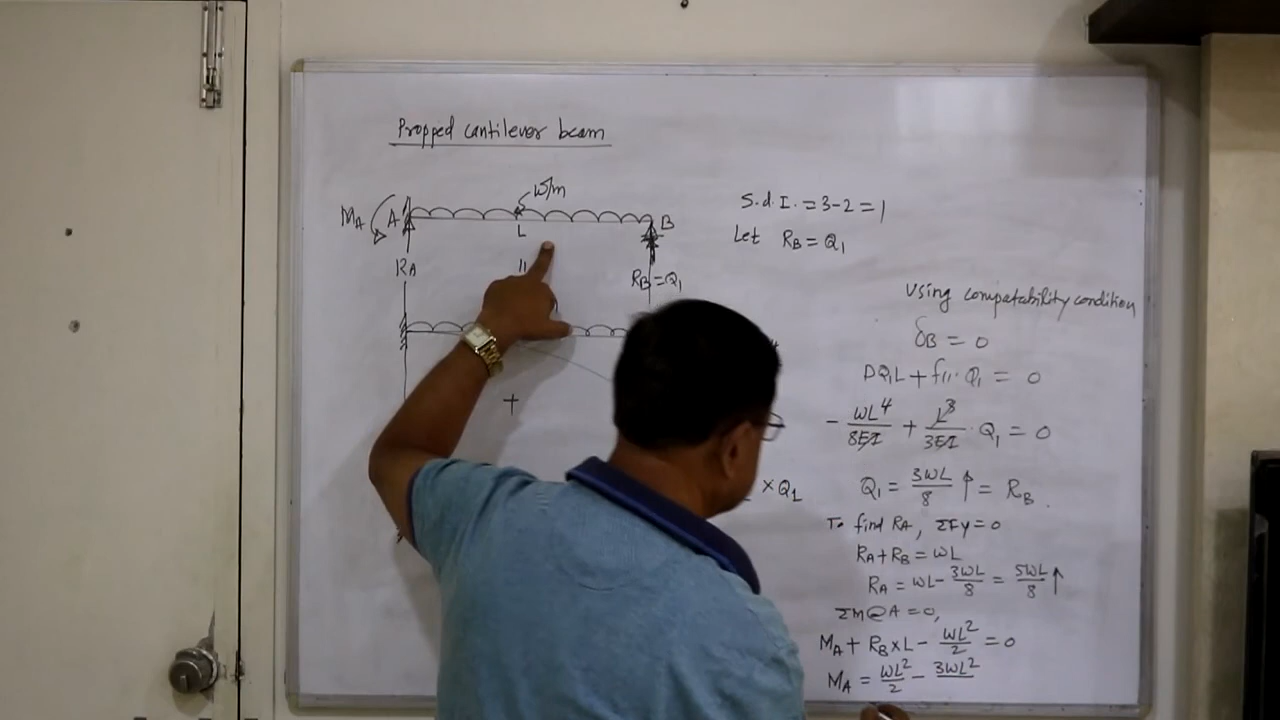 Propped cantilever beam
w/m
MA
A
B
L
RA
RB = Q1
+
× Q1
S.d.I. = 3-2 = 1
Let RB = Q1
Using compatability condition
δB = 0
DQ1L + f11. Q1 = 0
- wL⁴/8EI + L³/3EI . Q1 = 0
Q1 = 3wL/8 ↑ = RB.
To find RA, ΣFy = 0
RA + RB = wL
RA = wL - 3wL/8 = 5wL/8 ↑
ΣM@A = 0,
MA + RB×L - wL²/2 = 0
MA = wL²/2 - 3wL²